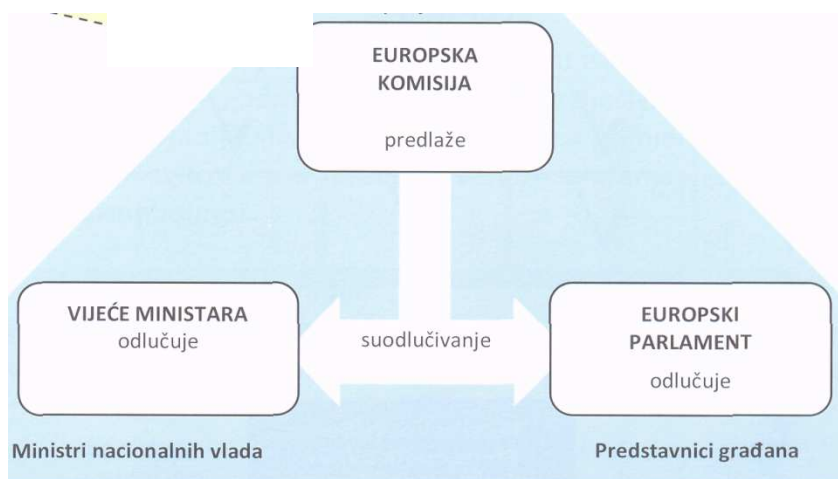 EUROPSKA
KOMISIJA
predlaže
VIJEĆE MINISTARA
odlučuje
suodlučivanje
EUROPSKI
PARLAMENT
odlučuje
Ministri nacionalnih vlada
Predstavnici građana